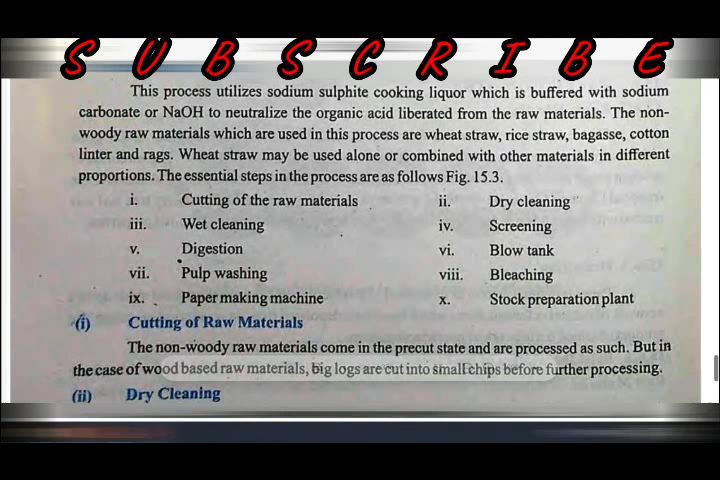 SUBSCRIBE
This process utilizes sodium sulphite cooking liquor which is buffered with sodium
carbonate or NaOH to neutralize the organic acid liberated from the raw materials. The non-
woody raw materials which are used in this process are wheat straw, rice straw, bagasse, cotton
linter and rags. Wheat straw may be used alone or combined with other materials in different
proportions. The essential steps in the process are as follows Fig. 15.3.
i. Cutting of the raw materials ii. Dry cleaning
iii. Wet cleaning iv. Screening
v. Digestion vi. Blow tank
vii. Pulp washing viii. Bleaching
ix. Paper making machine x. Stock preparation plant
(i) Cutting of Raw Materials
The non-woody raw materials come in the precut state and are processed as such. But in
the case of wood based raw materials, big logs are cut into small chips before further processing.
(ii) Dry Cleaning